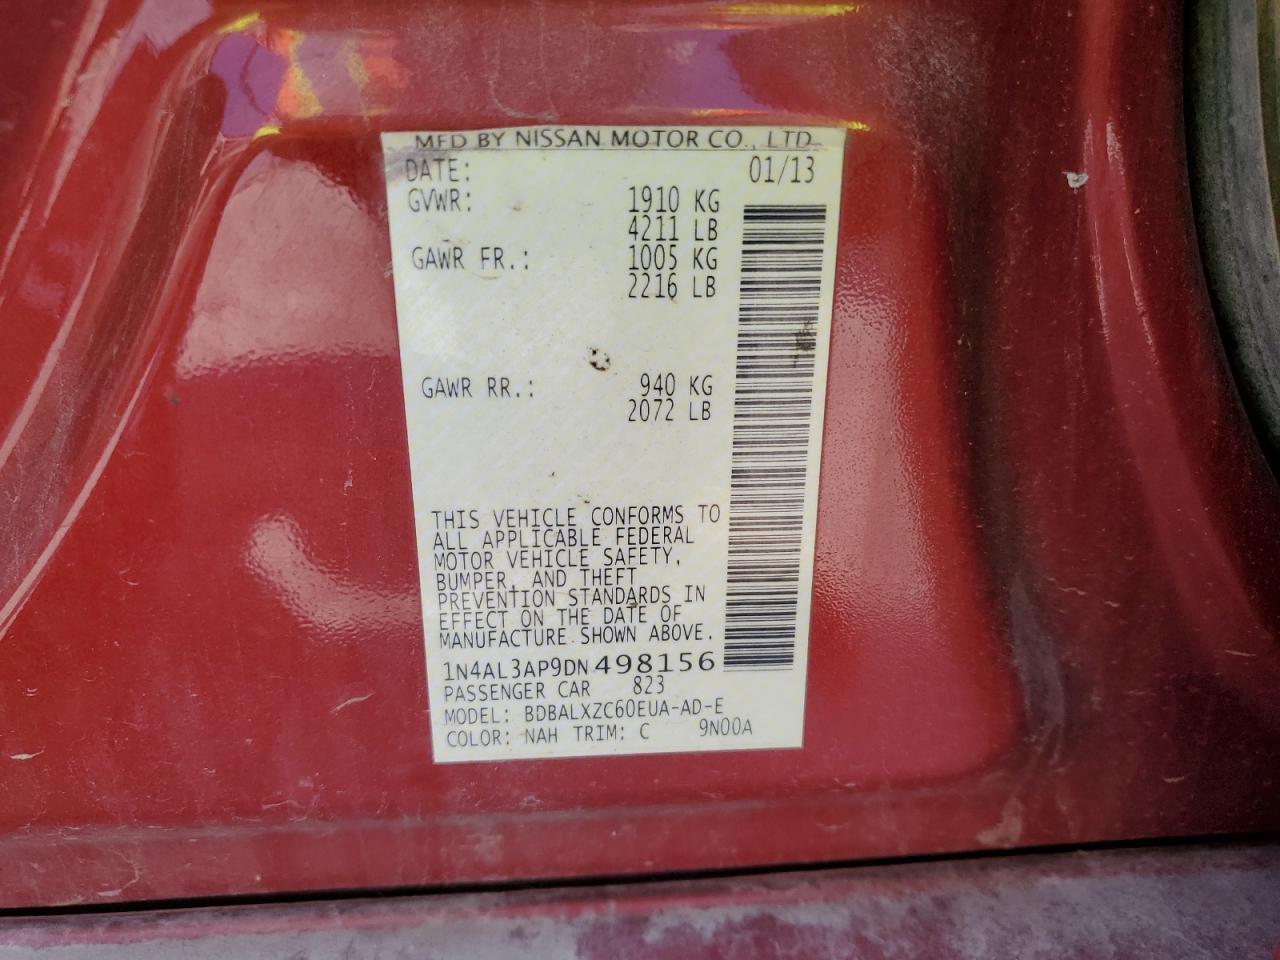 MFD BY NISSAN MOTOR CO., LTD.
DATE: 01/13
GVWR: 1910 KG
4211 LB
GAWR FR.: 1005 KG
2216 LB
GAWR RR.: 940 KG
2072 LB
THIS VEHICLE CONFORMS TO
ALL APPLICABLE FEDERAL
MOTOR VEHICLE SAFETY,
BUMPER, AND THEFT
PREVENTION STANDARDS IN
EFFECT ON THE DATE OF
MANUFACTURE SHOWN ABOVE.
1N4AL3AP9DN498156
PASSENGER CAR 823
MODEL: BDBALXZC60EUA-AD-E
COLOR: NAH TRIM: C 9N00A